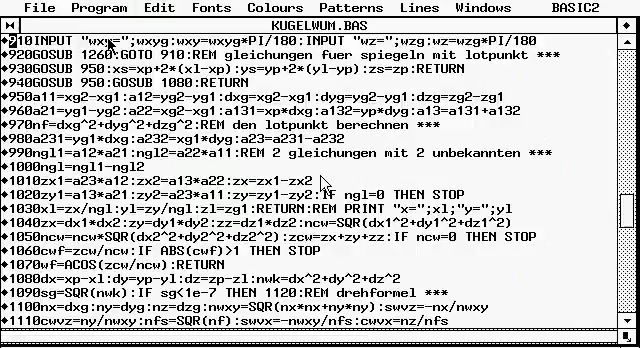 File Program Edit Fonts Colours Patterns Lines Windows BASIC2
KUGELWUM.BAS
910INPUT "wxy=";wxyg:wxy=wxyg*PI/180:INPUT "wz=";wzg:wz=wzg*PI/180
920GOSUB 1260:GOTO 910:REM gleichungen fuer spiegeln mit lotpunkt ***
930GOSUB 950:xs=xp+2*(xl-xp):ys=yp+2*(yl-yp):zs=zp:RETURN
940GOSUB 950:GOSUB 1080:RETURN
950a11=xg2-xg1:a12=yg2-yg1:dxg=xg2-xg1:dyg=yg2-yg1:dzg=zg2-zg1
960a21=yg1-yg2:a22=xg2-xg1:a131=xp*dxg:a132=yp*dyg:a13=a131+a132
970nf=dxg^2+dyg^2+dzg^2:REM den lotpunkt berechnen ***
980a231=yg1*dxg:a232=xg1*dyg:a23=a231-a232
990ngl1=a12*a21:ngl2=a22*a11:REM 2 gleichungen mit 2 unbekannten ***
1000ngl=ngl1-ngl2
1010zx1=a23*a12:zx2=a13*a22:zx=zx1-zx2
1020zy1=a13*a21:zy2=a23*a11:zy=zy1-zy2:IF ngl=0 THEN STOP
1030xl=zx/ngl:yl=zy/ngl:zl=zg1:RETURN:REM PRINT "x=";xl;"y=";yl
1040zx=dx1*dx2:zy=dy1*dy2:zz=dz1*dz2:ncw=SQR(dx1^2+dy1^2+dz1^2)
1050ncw=ncw*SQR(dx2^2+dy2^2+dz2^2):zcw=zx+zy+zz:IF ncw=0 THEN STOP
1060cwf=zcw/ncw:IF ABS(cwf)>1 THEN STOP
1070wf=ACOS(zcw/ncw):RETURN
1080dx=xp-xl:dy=yp-yl:dz=zp-zl:nwk=dx^2+dy^2+dz^2
1090sg=SQR(nwk):IF sg<1e-7 THEN 1120:REM drehformel ***
1100nx=dxg:ny=dyg:nz=dzg:nwxy=SQR(nx*nx+ny*ny):swvz=-nx/nwxy
1110cwvz=ny/nwxy:nfs=SQR(nf):swvx=-nwxy/nfs:cwvx=nz/nfs